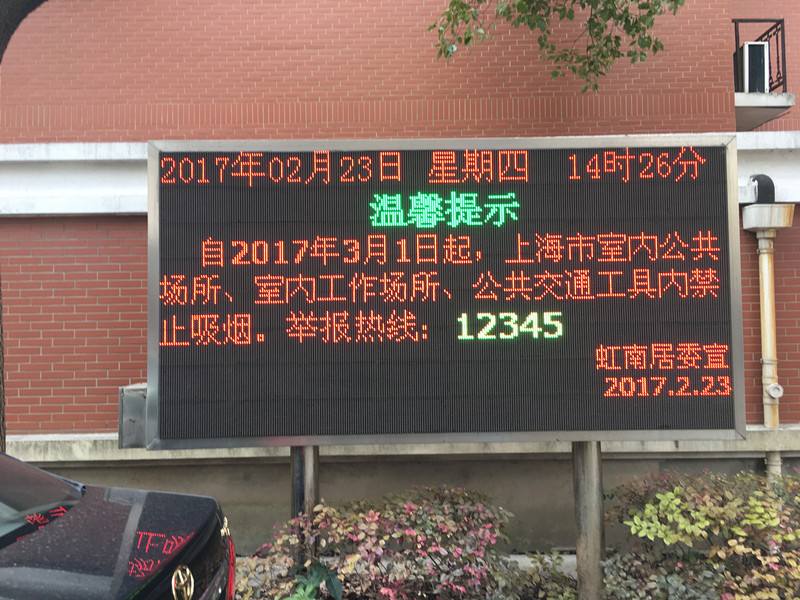 2017年02月23日 星期四 14时26分
温馨提示
自2017年3月1日起，上海市室内公共
场所、室内工作场所、公共交通工具内禁
止吸烟。举报热线：12345
虹南居委宣
2017.2.23